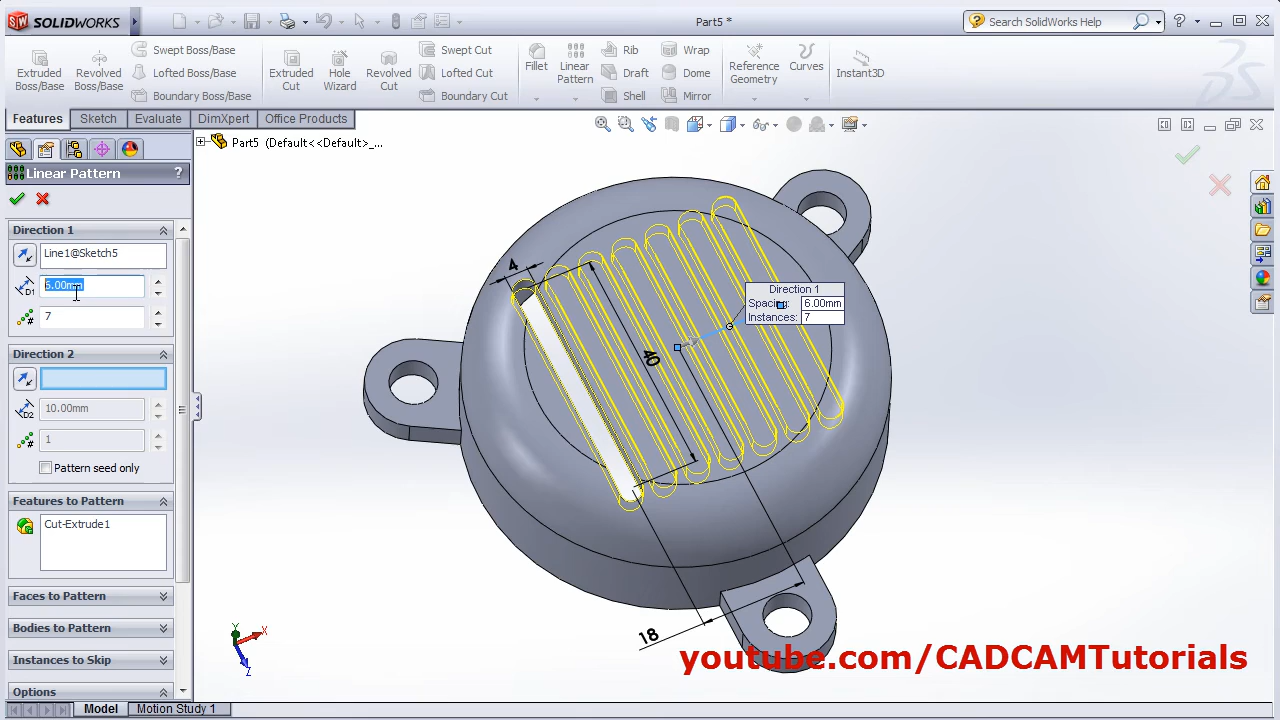 SOLIDWORKS
Part5 *
Search SolidWorks Help
Extruded Boss/Base
Revolved Boss/Base
Swept Boss/Base
Lofted Boss/Base
Boundary Boss/Base
Extruded Cut
Hole Wizard
Revolved Cut
Swept Cut
Lofted Cut
Boundary Cut
Fillet
Linear Pattern
Rib
Draft
Shell
Wrap
Dome
Mirror
Reference Geometry
Curves
Instant3D
Features
Sketch
Evaluate
DimXpert
Office Products
Part5 (Default<<Default>_...
Linear Pattern
?
Direction 1
Line1@Sketch5
6.00mm
7
Direction 2
10.00mm
1
Pattern seed only
Features to Pattern
Cut-Extrude1
Faces to Pattern
Bodies to Pattern
Instances to Skip
Options
4
40
18
Direction 1
Spacing: 6.00mm
Instances: 7
Y
X
Z
youtube.com/CADCAMTutorials
Model
Motion Study 1